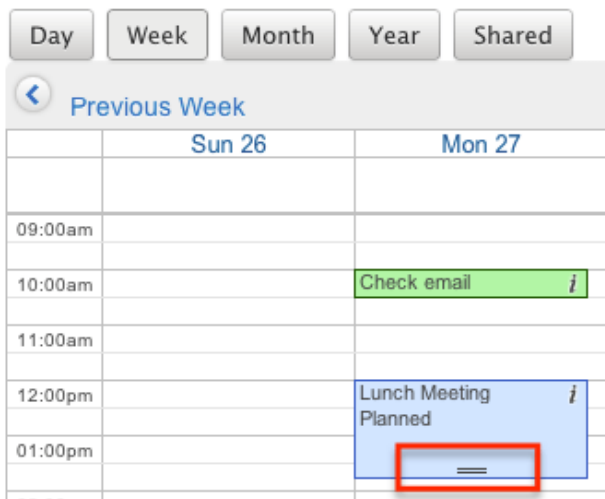 Day Week Month Year Shared
Previous Week
Sun 26 Mon 27
09:00am
10:00am Check email i
11:00am
12:00pm Lunch Meeting i
Planned
01:00pm